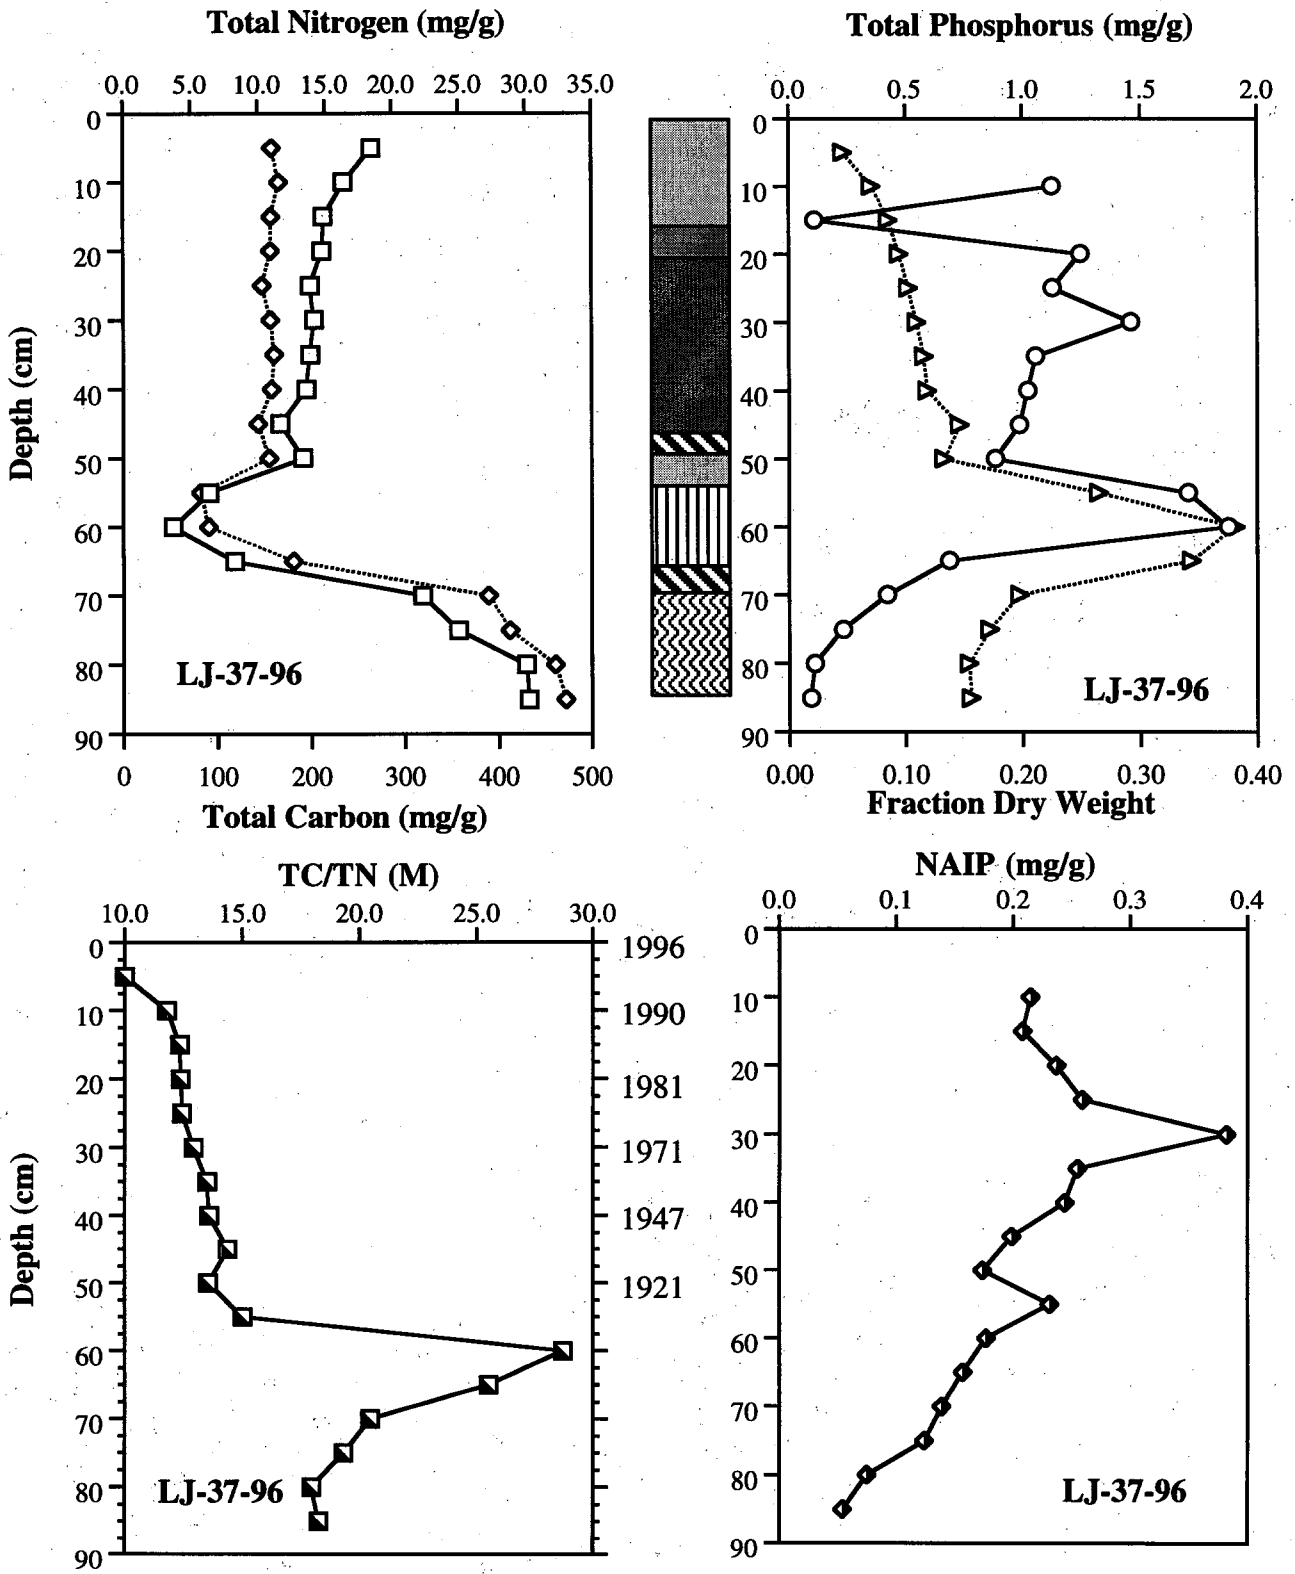 Total Nitrogen (mg/g)
0.0 5.0 10.0 15.0 20.0 25.0 30.0 35.0
0
10
20
30
40
50
60
70
80
90
Depth (cm)
LJ-37-96
0 100 200 300 400 500
Total Carbon (mg/g)
Total Phosphorus (mg/g)
0.0 0.5 1.0 1.5 2.0
0
10
20
30
40
50
60
70
80
90
LJ-37-96
0.00 0.10 0.20 0.30 0.40
Fraction Dry Weight
TC/TN (M)
10.0 15.0 20.0 25.0 30.0
0
10
20
30
40
50
60
70
80
90
Depth (cm)
1996
1990
1981
1971
1947
1921
LJ-37-96
NAIP (mg/g)
0.0 0.1 0.2 0.3 0.4
0
10
20
30
40
50
60
70
80
90
LJ-37-96